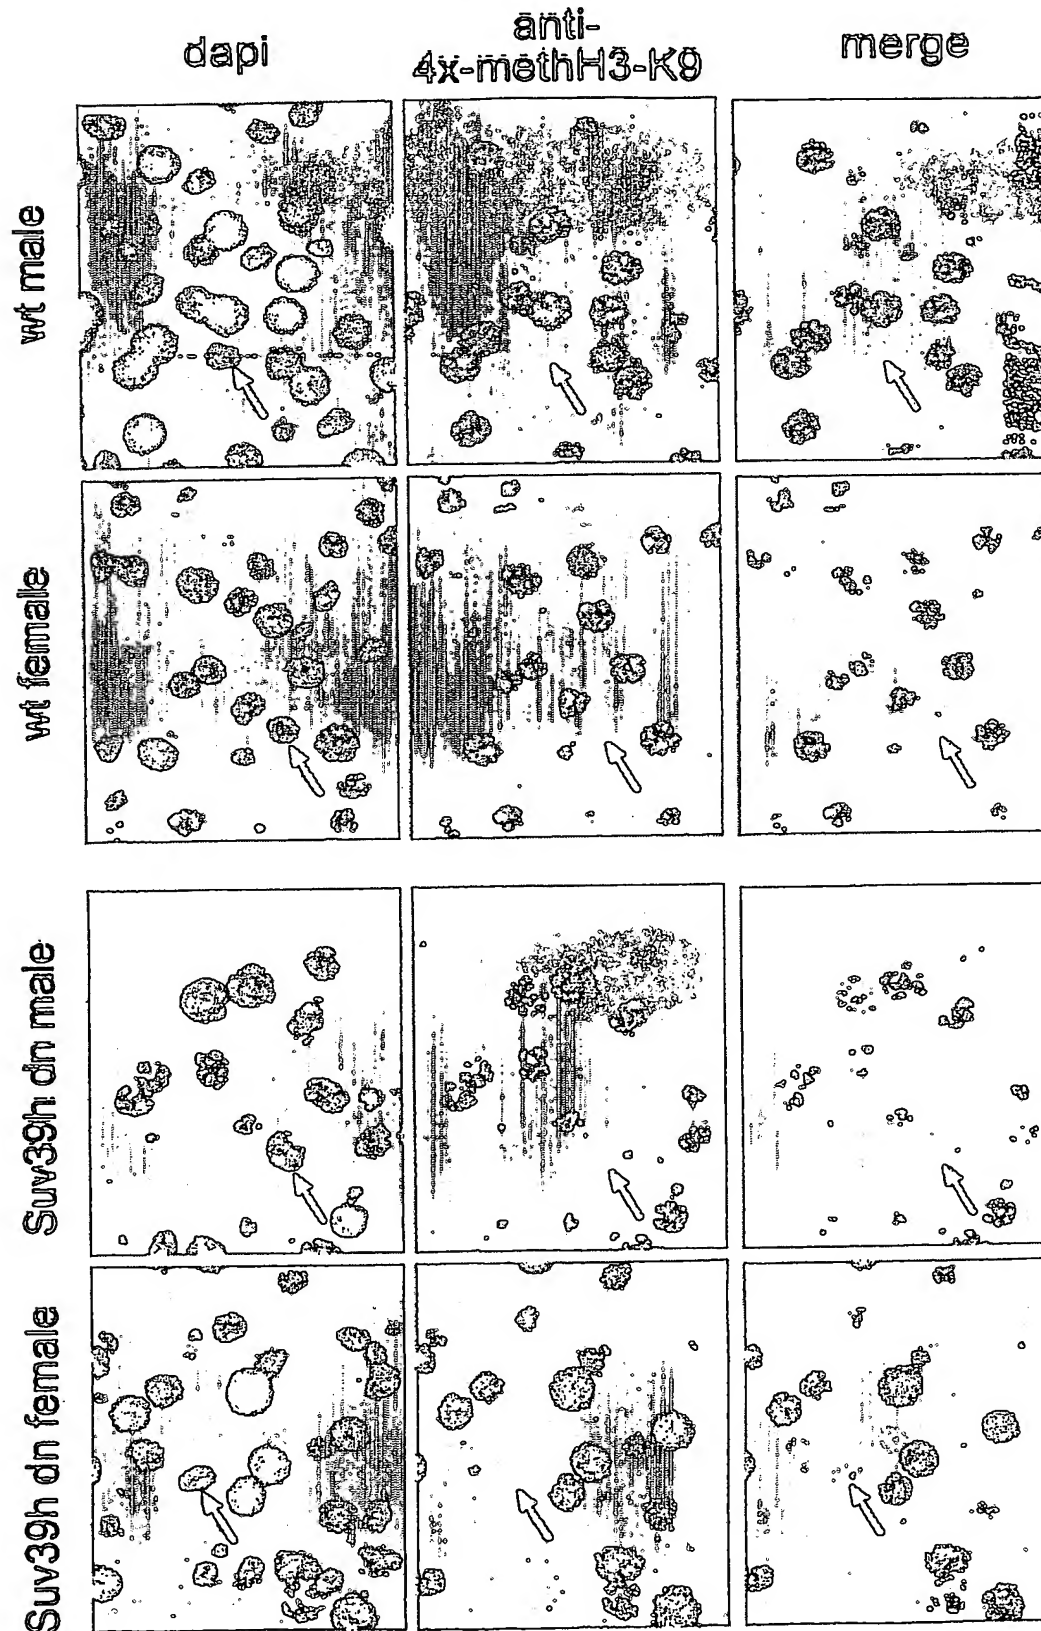 dapi
anti-
4x-methH3-K9
merge
wt male
wt female
Suv39h dn male
Suv39h dn female